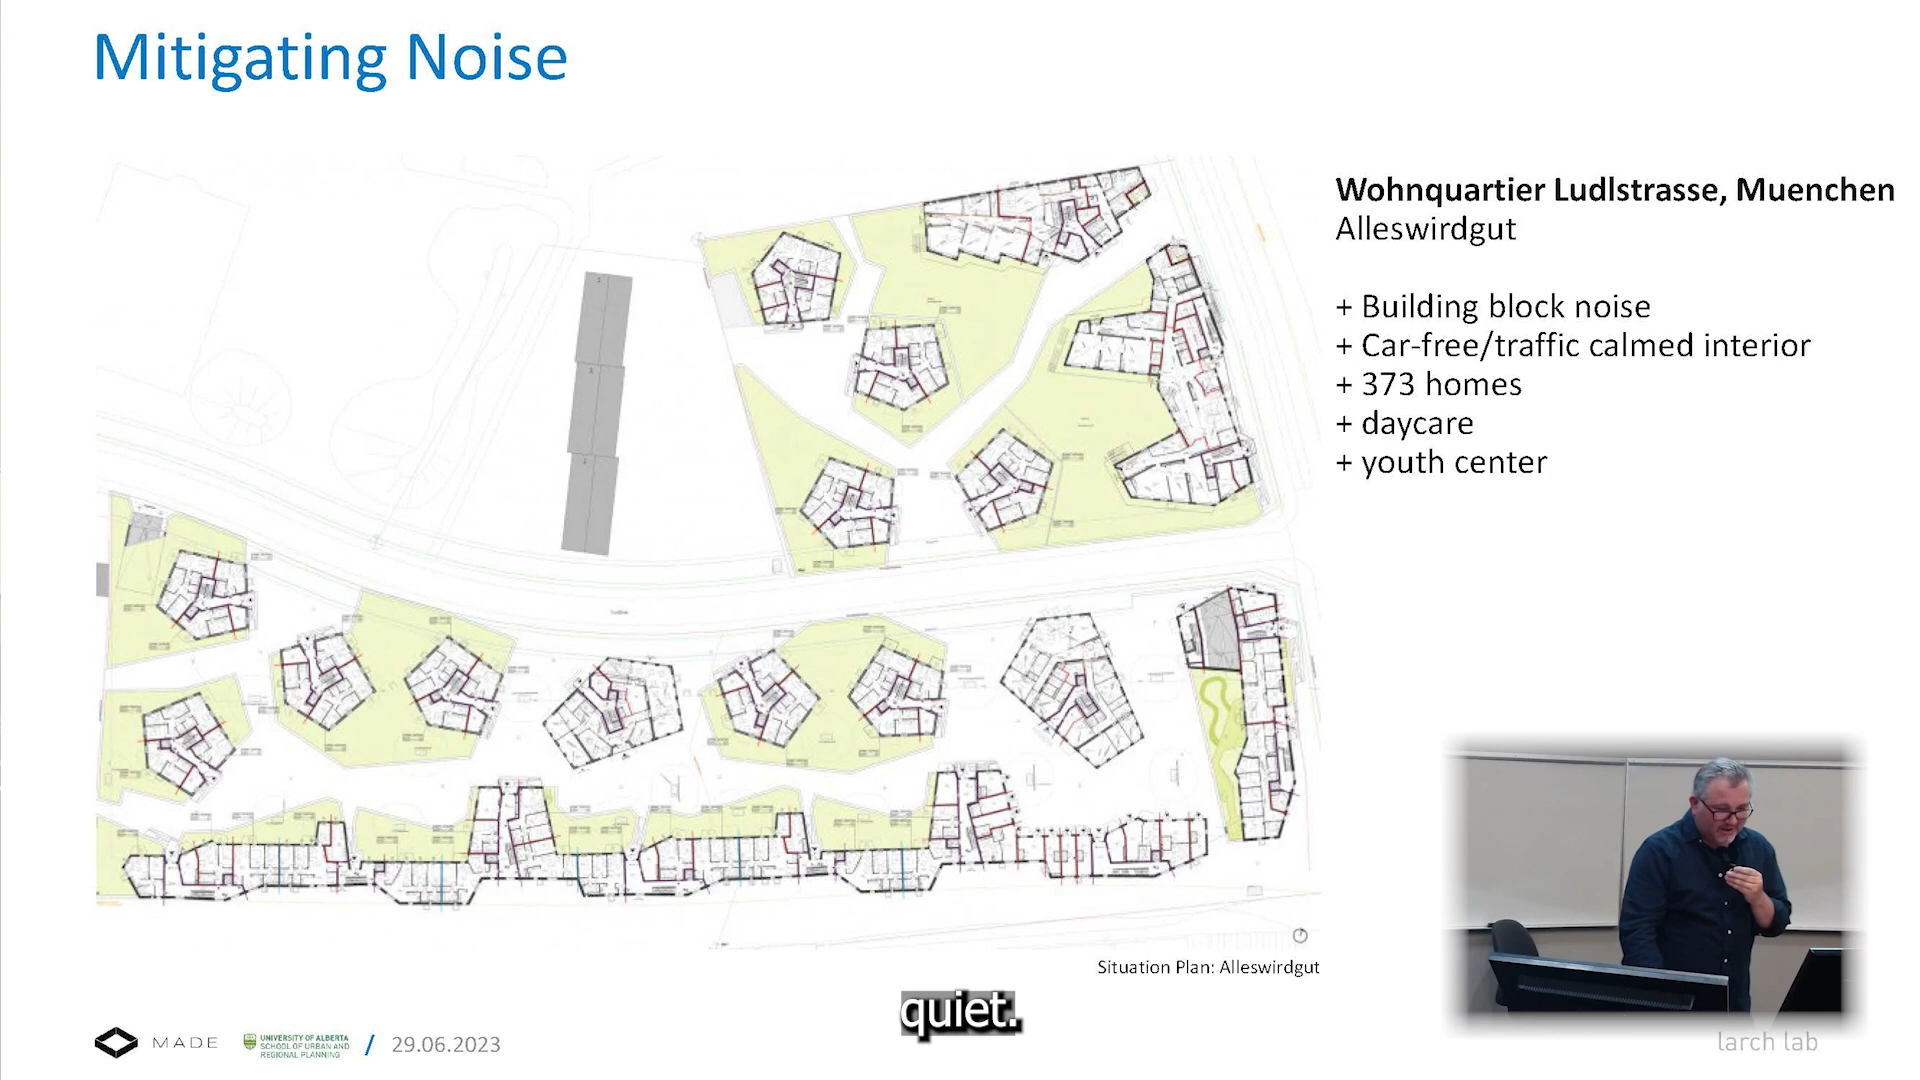 Mitigating Noise
Wohnquartier Ludlstrasse, Muenchen
Alleswirdgut
+ Building block noise
+ Car-free/traffic calmed interior
+ 373 homes
+ daycare
+ youth center
Situation Plan: Alleswirdgut
quiet.
MADE
UNIVERSITY OF ALBERTA
SCHOOL OF URBAN AND
REGIONAL PLANNING
/ 29.06.2023
larch lab